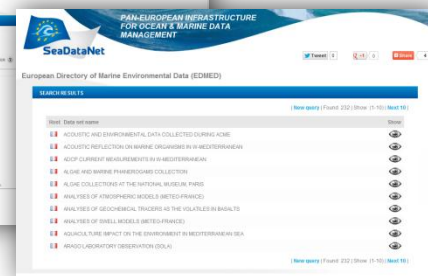 PAN-EUROPEAN INFRASTRUCTURE
FOR OCEAN & MARINE DATA
MANAGEMENT
SeaDataNet
Tweet 0 +1 0 Share 4
European Directory of Marine Environmental Data (EDMED)
SEARCH RESULTS
| New query | Found: 232 | Show: (1-10) | Next 10 |
Host Data set name Show
ACOUSTIC AND ENVIRONMENTAL DATA COLLECTED DURING ACME
ACOUSTIC REFLECTION ON MARINE ORGANISMS IN W-MEDITERRANEAN
ADCP CURRENT MEASUREMENTS IN W-MEDITERRANEAN
ALGAE AND MARINE PHANEROGAMS COLLECTION
ALGAE COLLECTIONS AT THE NATIONAL MUSEUM, PARIS
ANALYSES OF ATMOSPHERIC MODELS (METEO-FRANCE)
ANALYSES OF GEOCHEMICAL TRACERS AS THE VOLATILES IN BASALTS
ANALYSES OF SWELL MODELS (METEO-FRANCE)
AQUACULTURE IMPACT ON THE ENVIRONMENT IN MEDITERRANEAN SEA
ARAGO LABORATORY OBSERVATION (SOLA)
| New query | Found: 232 | Show: (1-10) | Next 10 |